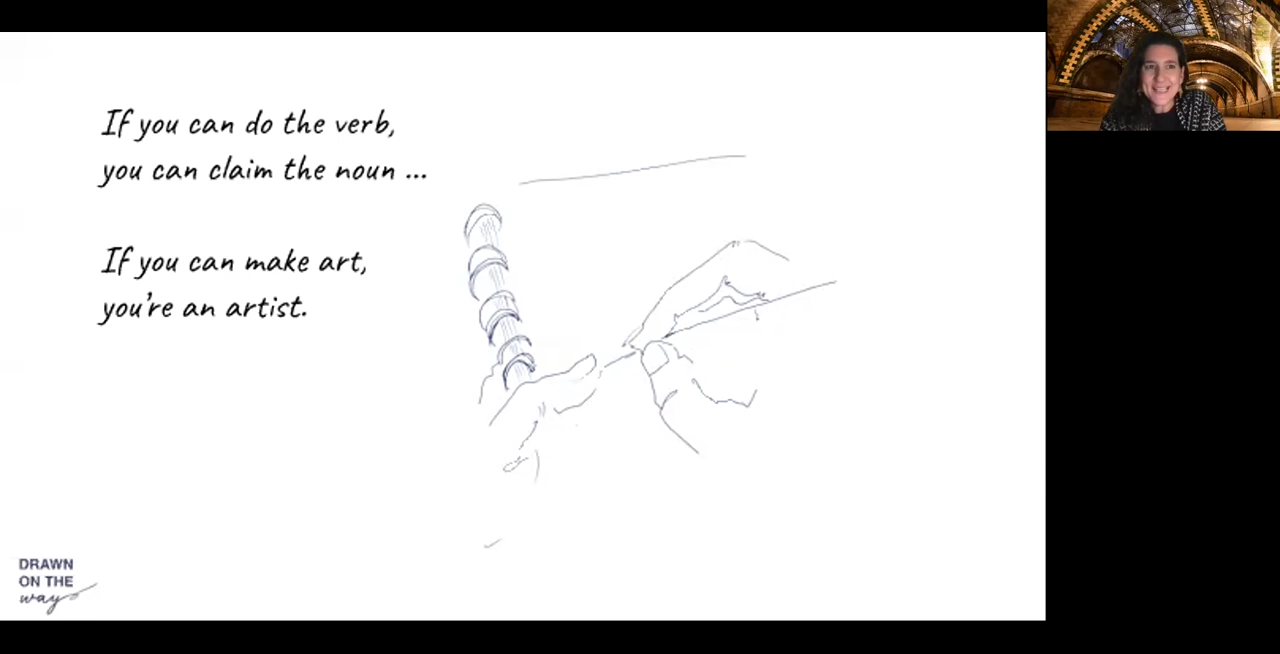 If you can do the verb,
you can claim the noun ...
If you can make art,
you're an artist.
DRAWN
ON THE
way